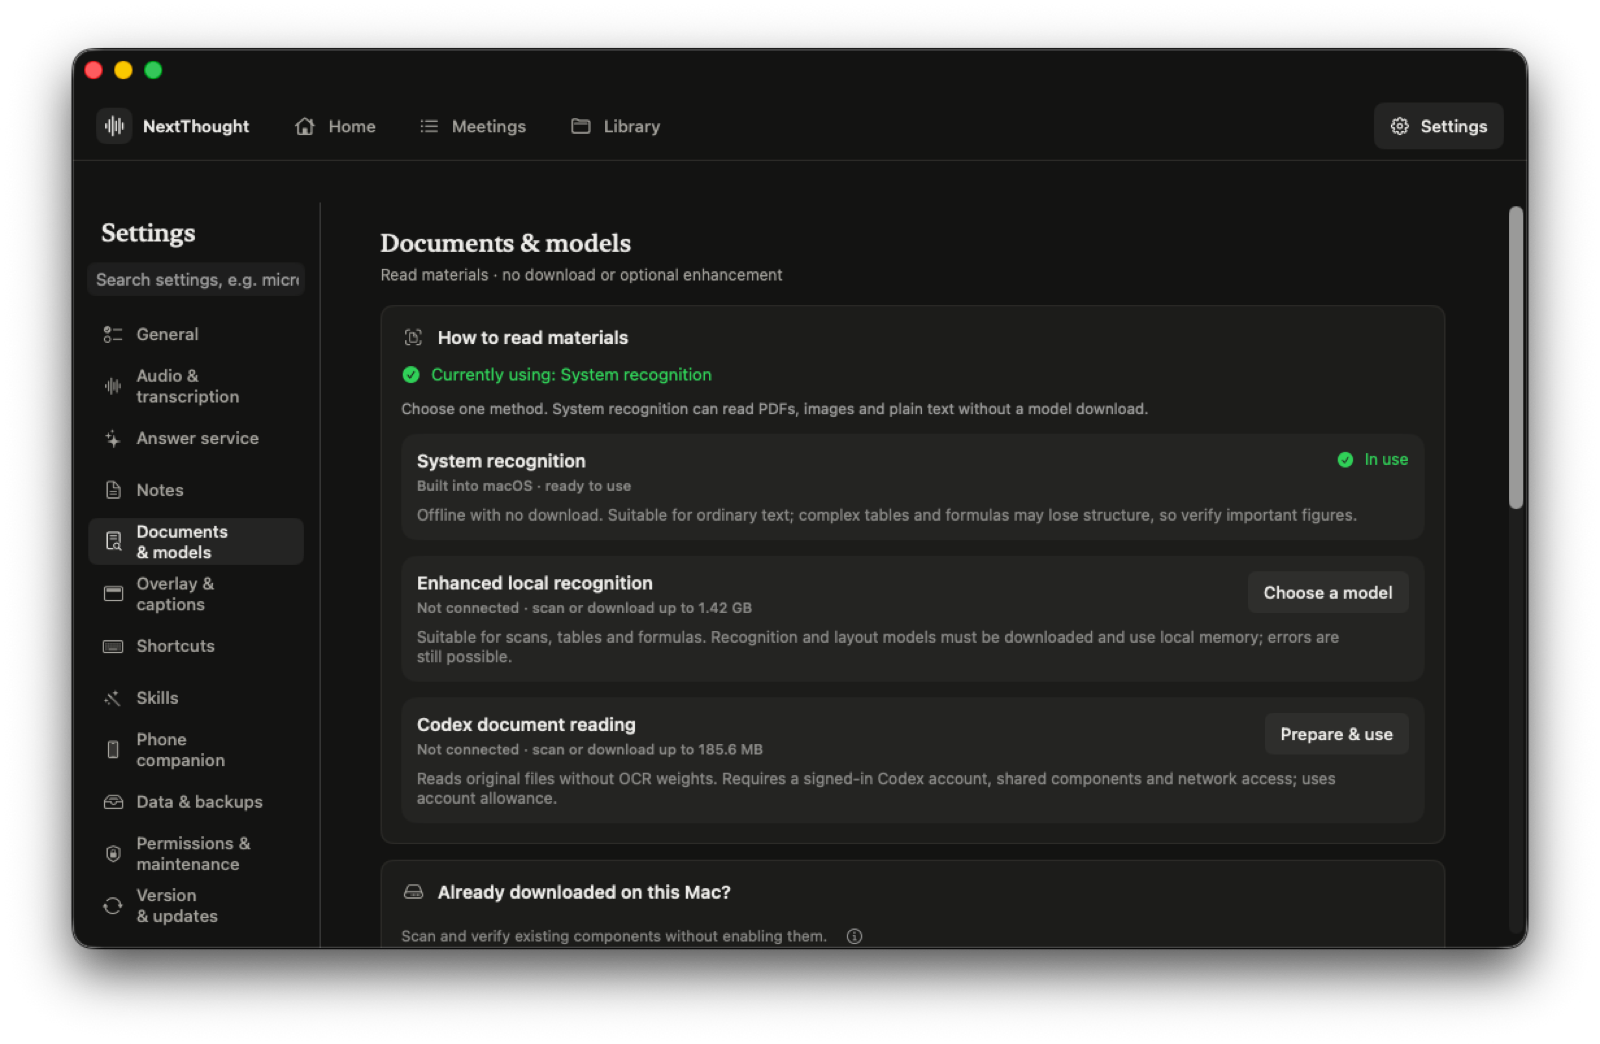 NextThought
Home
Meetings
Library
Settings
Settings
Search settings, e.g. micr
General
Audio &
transcription
Answer service
Notes
Documents
& models
Overlay &
captions
Shortcuts
Skills
Phone
companion
Data & backups
Permissions &
maintenance
Version
& updates
Documents & models
Read materials · no download or optional enhancement
How to read materials
Currently using: System recognition
Choose one method. System recognition can read PDFs, images and plain text without a model download.
System recognition
In use
Built into macOS · ready to use
Offline with no download. Suitable for ordinary text; complex tables and formulas may lose structure, so verify important figures.
Enhanced local recognition
Choose a model
Not connected · scan or download up to 1.42 GB
Suitable for scans, tables and formulas. Recognition and layout models must be downloaded and use local memory; errors are
still possible.
Codex document reading
Prepare & use
Not connected · scan or download up to 185.6 MB
Reads original files without OCR weights. Requires a signed-in Codex account, shared components and network access; uses
account allowance.
Already downloaded on this Mac?
Scan and verify existing components without enabling them.